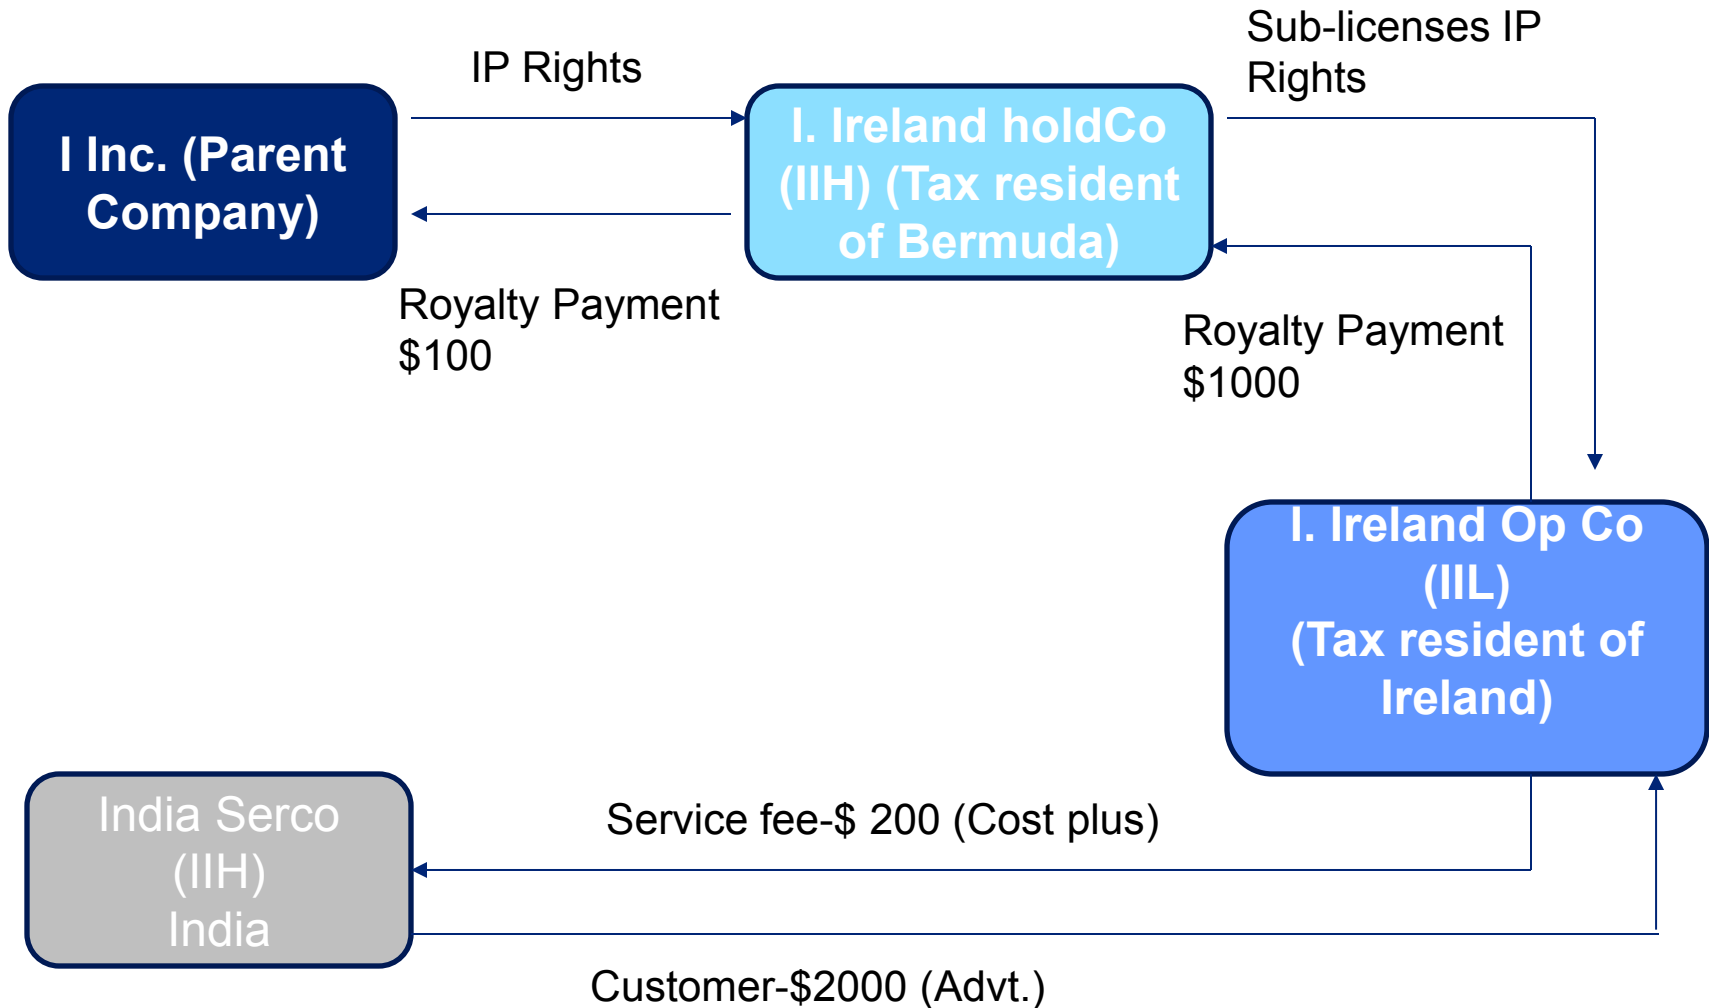 Sub-licenses IP
Rights
IP Rights
I Inc. (Parent
Company)
I. Ireland holdCo
(IIH) (Tax resident
of Bermuda)
Royalty Payment
$100
Royalty Payment
$1000
I. Ireland Op Co
(IIL)
(Tax resident of
Ireland)
India Serco
(IIH)
India
Service fee-$ 200 (Cost plus)
Customer-$2000 (Advt.)